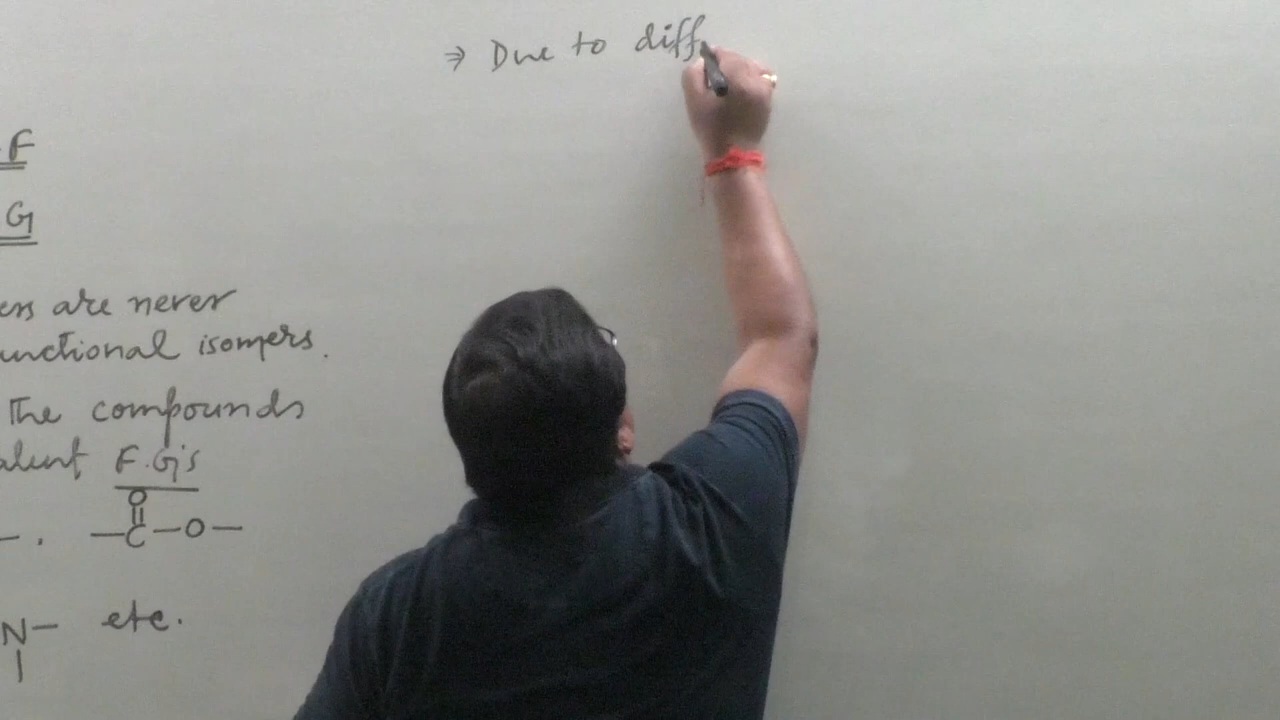 ⇒ Due to diff
F
G
ers are never
unctional isomers.
The compounds
alent F.G's
O
— . —C—O—
N— etc.